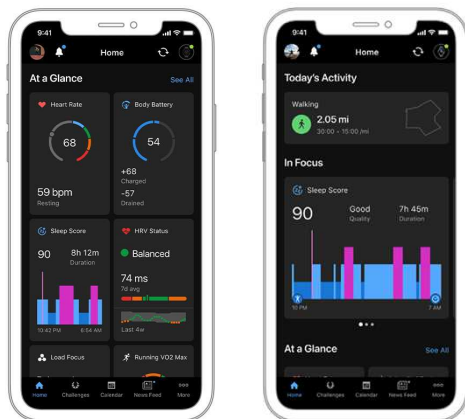 9:41
Home
At a Glance
See All
Heart Rate
68
59 bpm
Resting
Body Battery
54
+68
Charged
-57
Drained
Sleep Score
90
8h 12m
Duration
10:42 PM
6:54 AM
HRV Status
Balanced
74 ms
7d avg
Last 4w
Load Focus
Running VO2 Max
Home
Challenges
Calendar
News Feed
More
9:41
Home
Today's Activity
Walking
2.05 mi
30:00 • 15:00 /mi
In Focus
Sleep Score
90
Good
Quality
7h 45m
Duration
10 PM
7 AM
At a Glance
See All
Home
Challenges
Calendar
News Feed
More